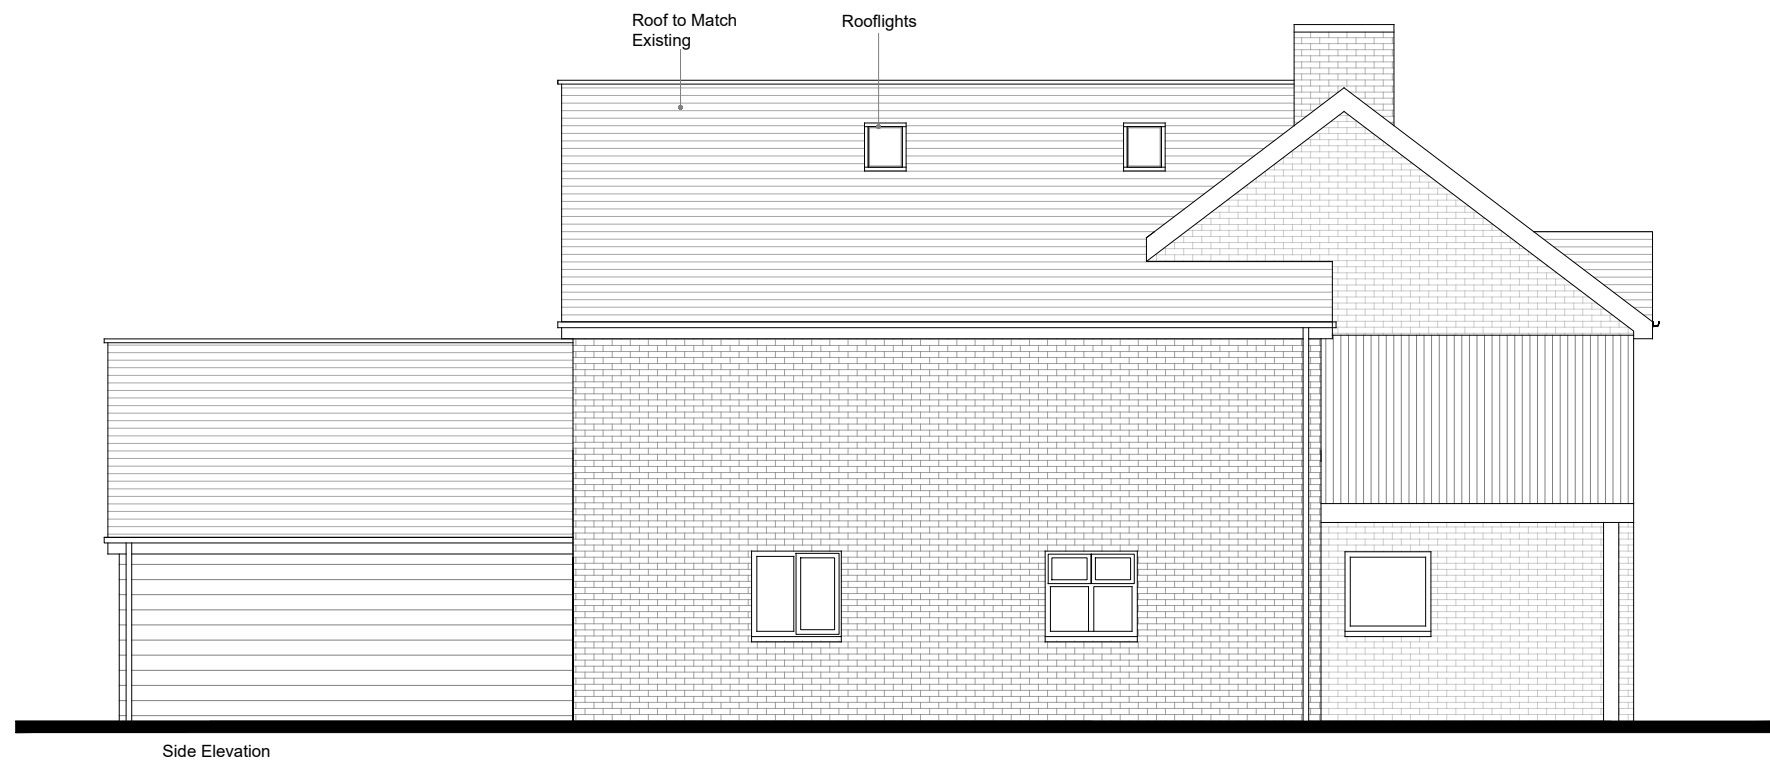 Roof to Match
Existing
Rooflights
Side Elevation